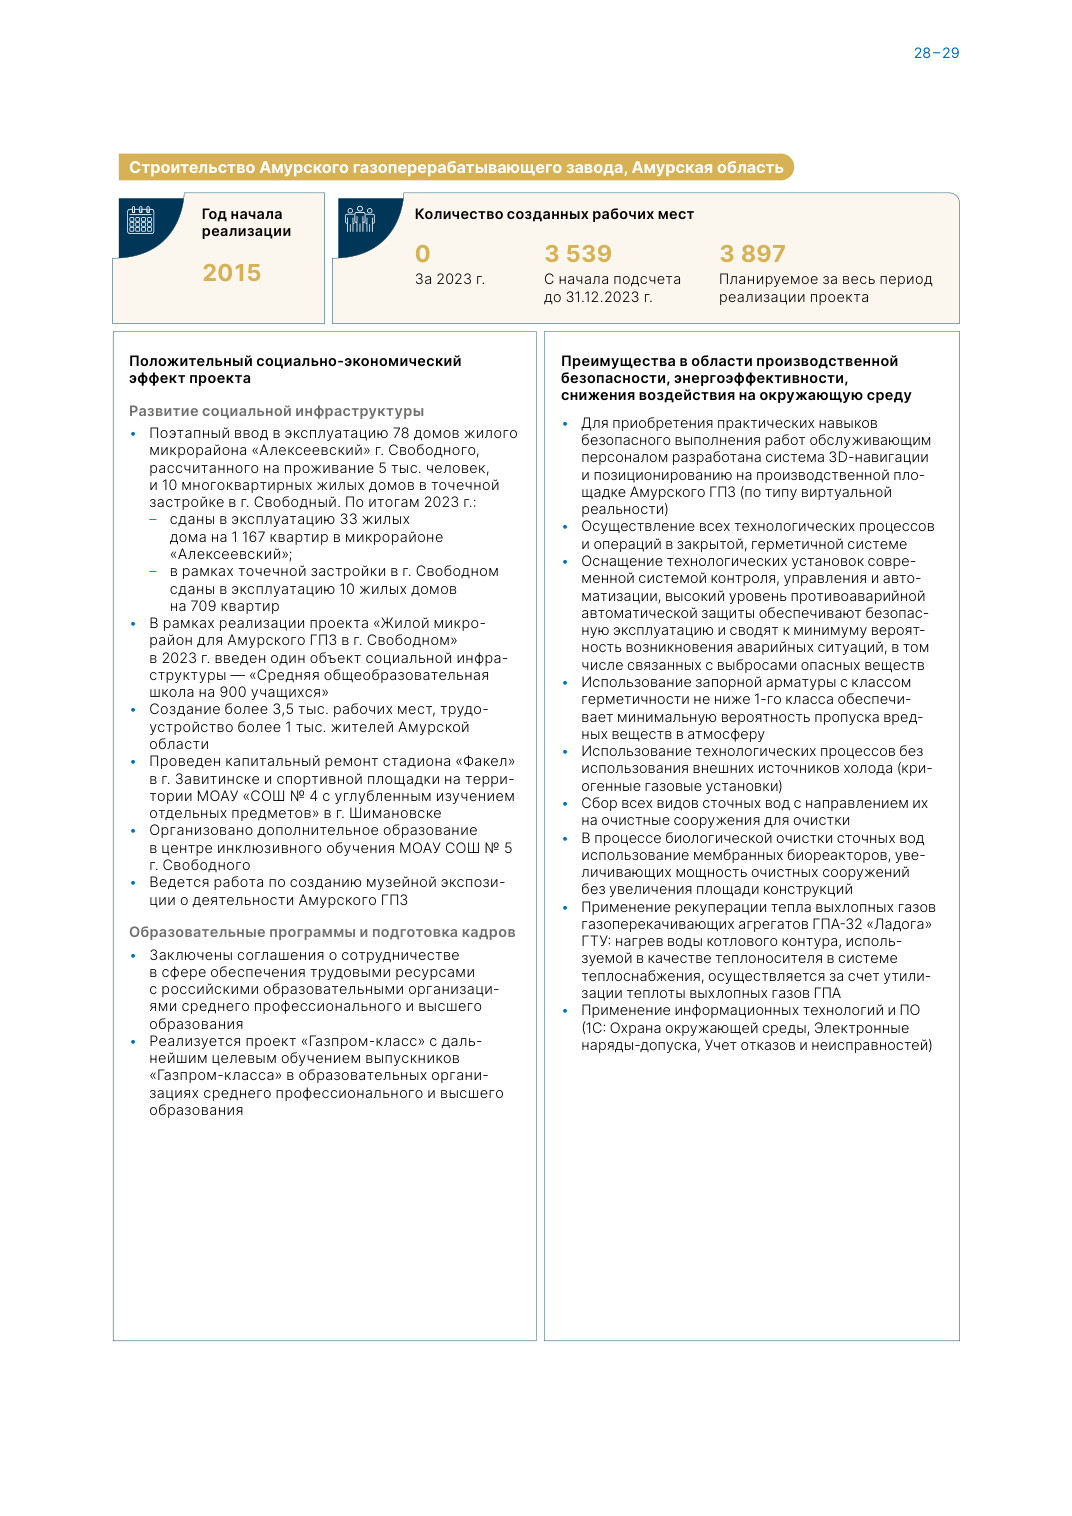 28–29
Строительство Амурского газоперерабатывающего завода, Амурская область
Год начала
реализации
2015
Количество созданных рабочих мест
0
За 2023 г.
3 539
С начала подсчета
до 31.12.2023 г.
3 897
Планируемое за весь период
реализации проекта
Положительный социально-экономический
эффект проекта
Развитие социальной инфраструктуры
• Поэтапный ввод в эксплуатацию 78 домов жилого
микрорайона «Алексеевский» г. Свободного,
рассчитанного на проживание 5 тыс. человек,
и 10 многоквартирных жилых домов в точечной
застройке в г. Свободный. По итогам 2023 г.:
– сданы в эксплуатацию 33 жилых
дома на 1 167 квартир в микрорайоне
«Алексеевский»;
– в рамках точечной застройки в г. Свободном
сданы в эксплуатацию 10 жилых домов
на 709 квартир
• В рамках реализации проекта «Жилой микро-
район для Амурского ГПЗ в г. Свободном»
в 2023 г. введен один объект социальной инфра-
структуры — «Средняя общеобразовательная
школа на 900 учащихся»
• Создание более 3,5 тыс. рабочих мест, трудо-
устройство более 1 тыс. жителей Амурской
области
• Проведен капитальный ремонт стадиона «Факел»
в г. Завитинске и спортивной площадки на терри-
тории МОАУ «СОШ № 4 с углубленным изучением
отдельных предметов» в г. Шимановске
• Организовано дополнительное образование
в центре инклюзивного обучения МОАУ СОШ № 5
г. Свободного
• Ведется работа по созданию музейной экспози-
ции о деятельности Амурского ГПЗ
Образовательные программы и подготовка кадров
• Заключены соглашения о сотрудничестве
в сфере обеспечения трудовыми ресурсами
с российскими образовательными организаци-
ями среднего профессионального и высшего
образования
• Реализуется проект «Газпром-класс» с даль-
нейшим целевым обучением выпускников
«Газпром-класса» в образовательных органи-
зациях среднего профессионального и высшего
образования
Преимущества в области производственной
безопасности, энергоэффективности,
снижения воздействия на окружающую среду
• Для приобретения практических навыков
безопасного выполнения работ обслуживающим
персоналом разработана система 3D-навигации
и позиционированию на производственной пло-
щадке Амурского ГПЗ (по типу виртуальной
реальности)
• Осуществление всех технологических процессов
и операций в закрытой, герметичной системе
• Оснащение технологических установок совре-
менной системой контроля, управления и авто-
матизации, высокий уровень противоаварийной
автоматической защиты обеспечивают безопас-
ную эксплуатацию и сводят к минимуму вероят-
ность возникновения аварийных ситуаций, в том
числе связанных с выбросами опасных веществ
• Использование запорной арматуры с классом
герметичности не ниже 1-го класса обеспечи-
вает минимальную вероятность пропуска вред-
ных веществ в атмосферу
• Использование технологических процессов без
использования внешних источников холода (кри-
огенные газовые установки)
• Сбор всех видов сточных вод с направлением их
на очистные сооружения для очистки
• В процессе биологической очистки сточных вод
использование мембранных биореакторов, уве-
личивающих мощность очистных сооружений
без увеличения площади конструкций
• Применение рекуперации тепла выхлопных газов
газоперекачивающих агрегатов ГПА-32 «Ладога»
ГТУ: нагрев воды котлового контура, исполь-
зуемой в качестве теплоносителя в системе
теплоснабжения, осуществляется за счет утили-
зации теплоты выхлопных газов ГПА
• Применение информационных технологий и ПО
(1С: Охрана окружающей среды, Электронные
наряды-допуска, Учет отказов и неисправностей)